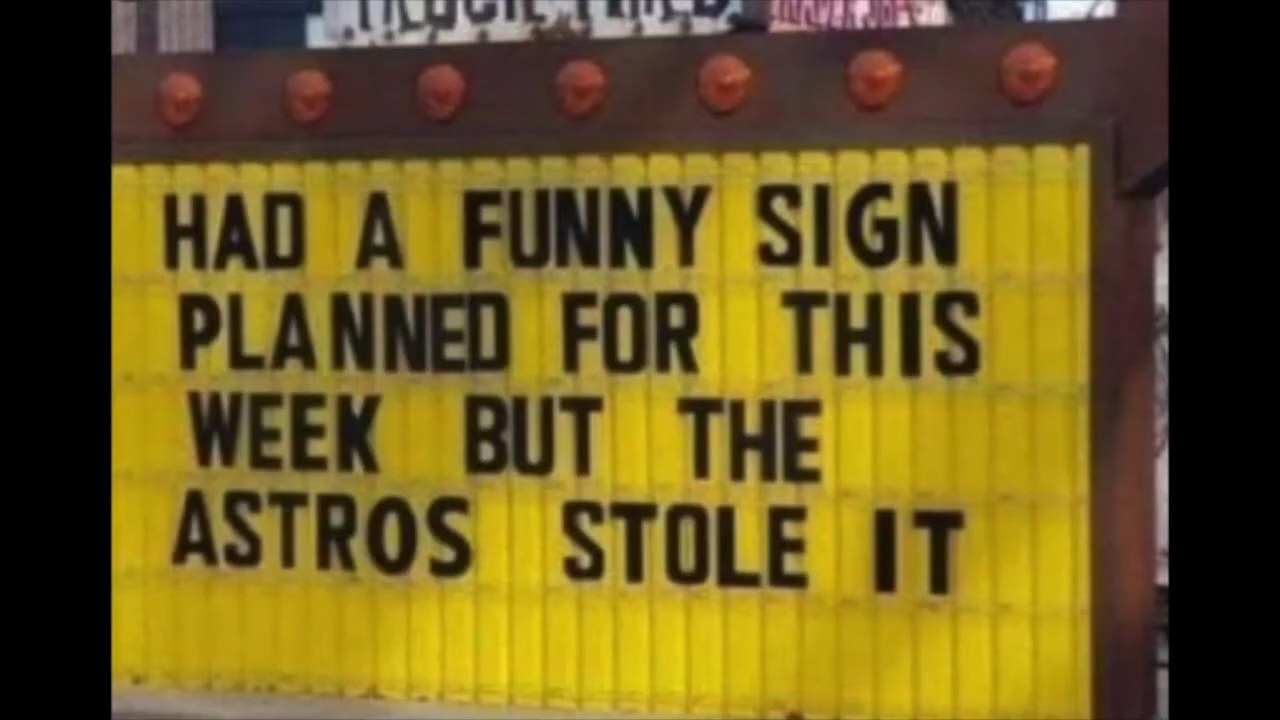 HAD A FUNNY SIGN
PLANNED FOR THIS
WEEK BUT THE
ASTROS STOLE IT